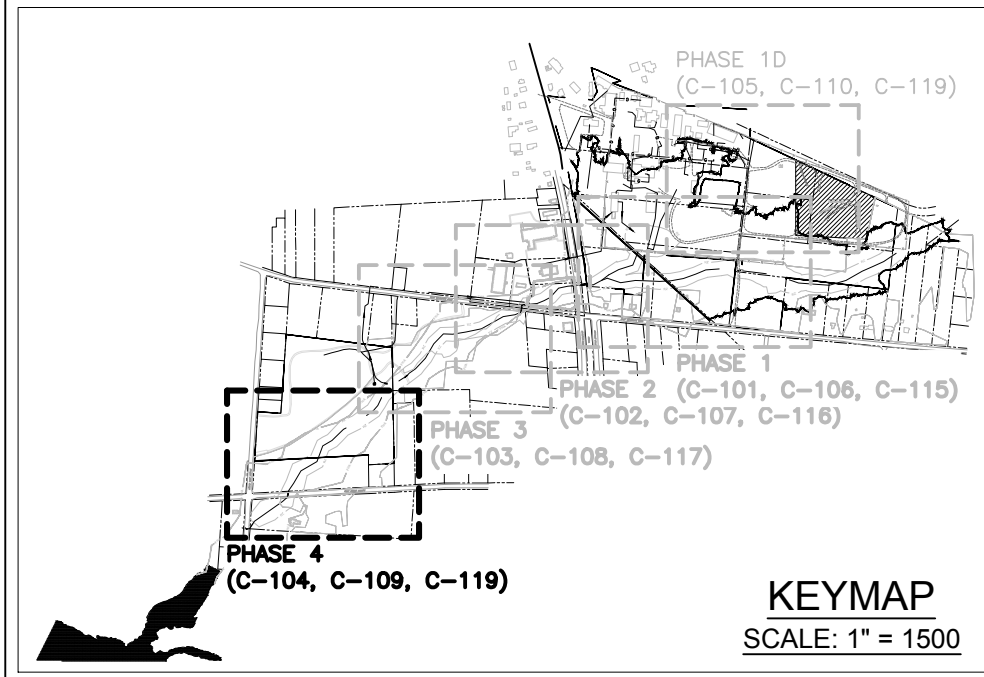 PHASE 1D
(C-105, C-110, C-119)
PHASE 1
(C-101, C-106, C-115)
PHASE 2
(C-102, C-107, C-116)
PHASE 3
(C-103, C-108, C-117)
PHASE 4
(C-104, C-109, C-119)
KEYMAP
SCALE: 1" = 1500